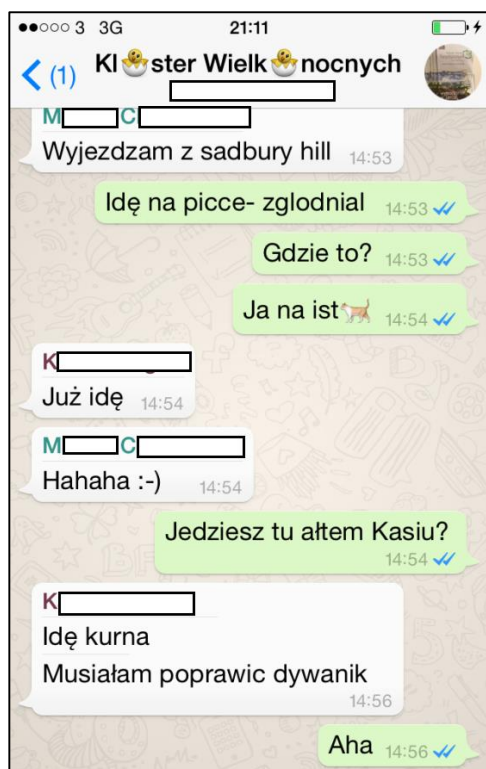 3 3G 21:11
(1) Kl🐣ster Wielk🐣nocnych
M C
Wyjezdzam z sadbury hill 14:53
Idę na picce- zglodnial 14:53
Gdzie to? 14:53
Ja na ist🐈 14:54
K
Już idę 14:54
M C
Hahaha :-) 14:54
Jedziesz tu ałtem Kasiu?
14:54
K
Idę kurna
Musiałam poprawic dywanik
14:56
Aha 14:56